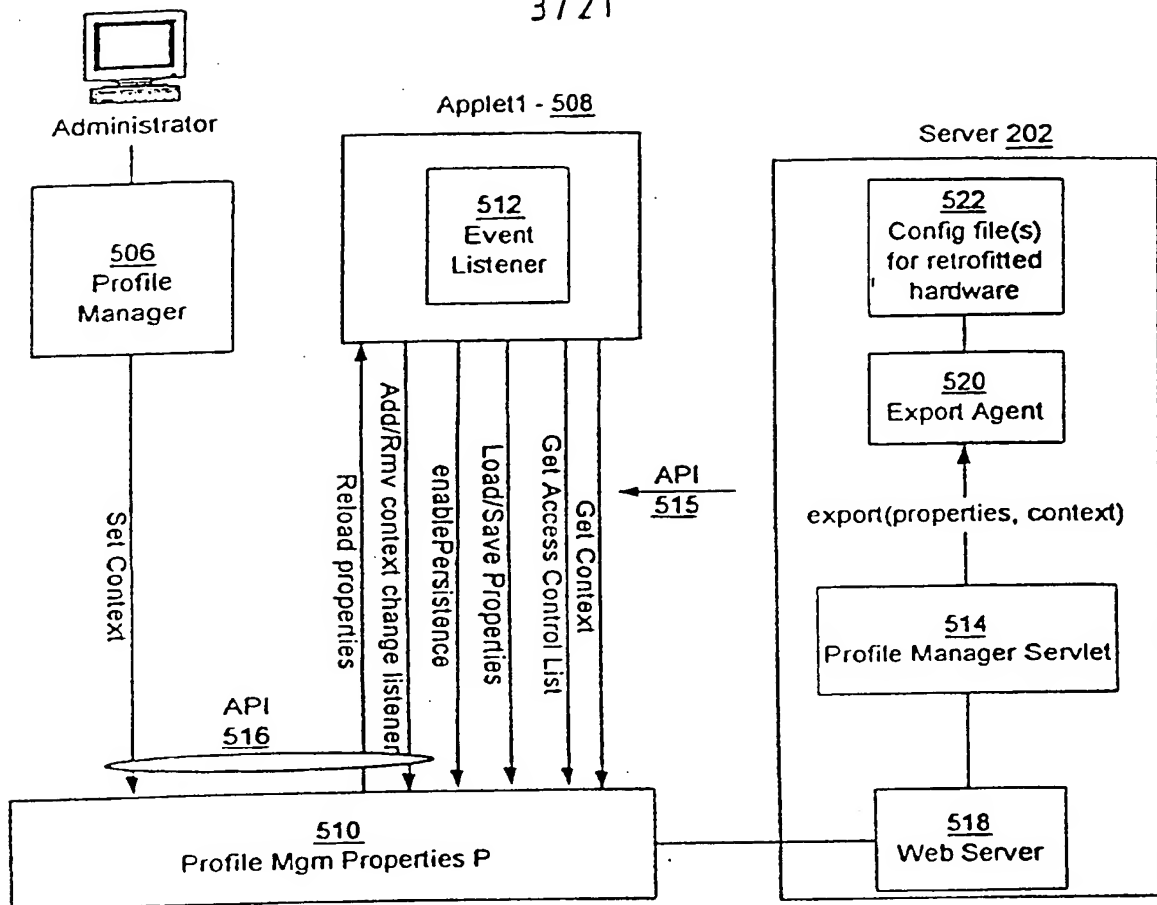 3/21
Administrator
506
Profile
Manager
Set Context
API
516
Applet1 - 508
512
Event
Listener
Reload properties
Add/Rmv context change listener
enablePersistence
Load/Save Properties
Get Access Control List
Get Context
API
515
510
Profile Mgm Properties P
Server 202
522
Config file(s)
for retrofitted
hardware
520
Export Agent
export(properties, context)
514
Profile Manager Servlet
518
Web Server